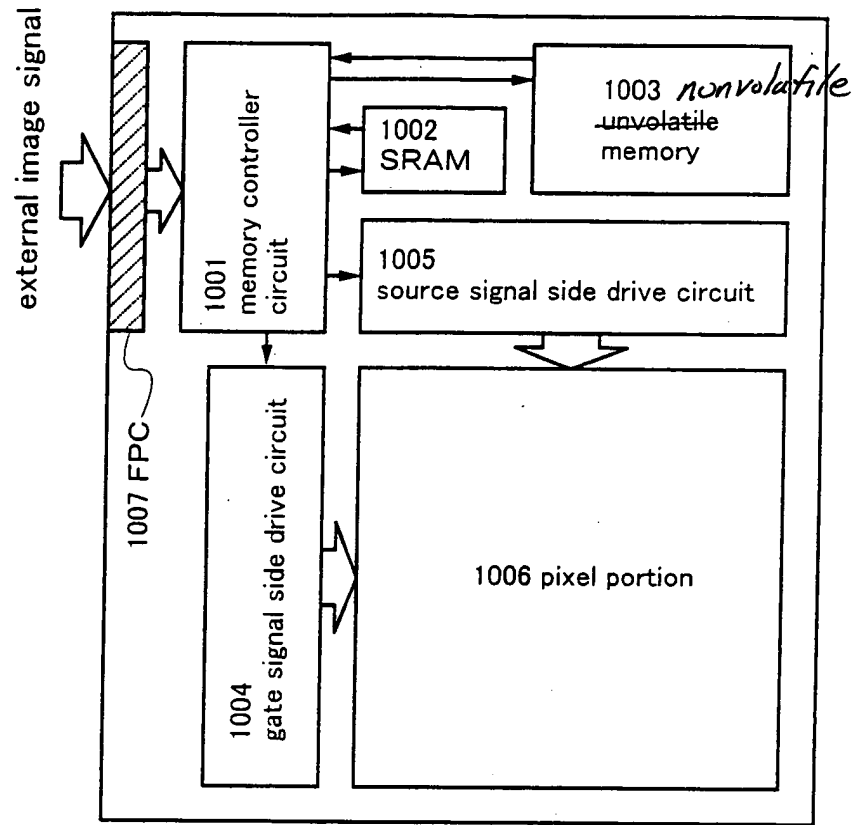 external image signal
1007 FPC
1001
memory controller
circuit
1002
SRAM
1003 nonvolatile
unvolatile
memory
1005
source signal side drive circuit
1004
gate signal side drive circuit
1006 pixel portion